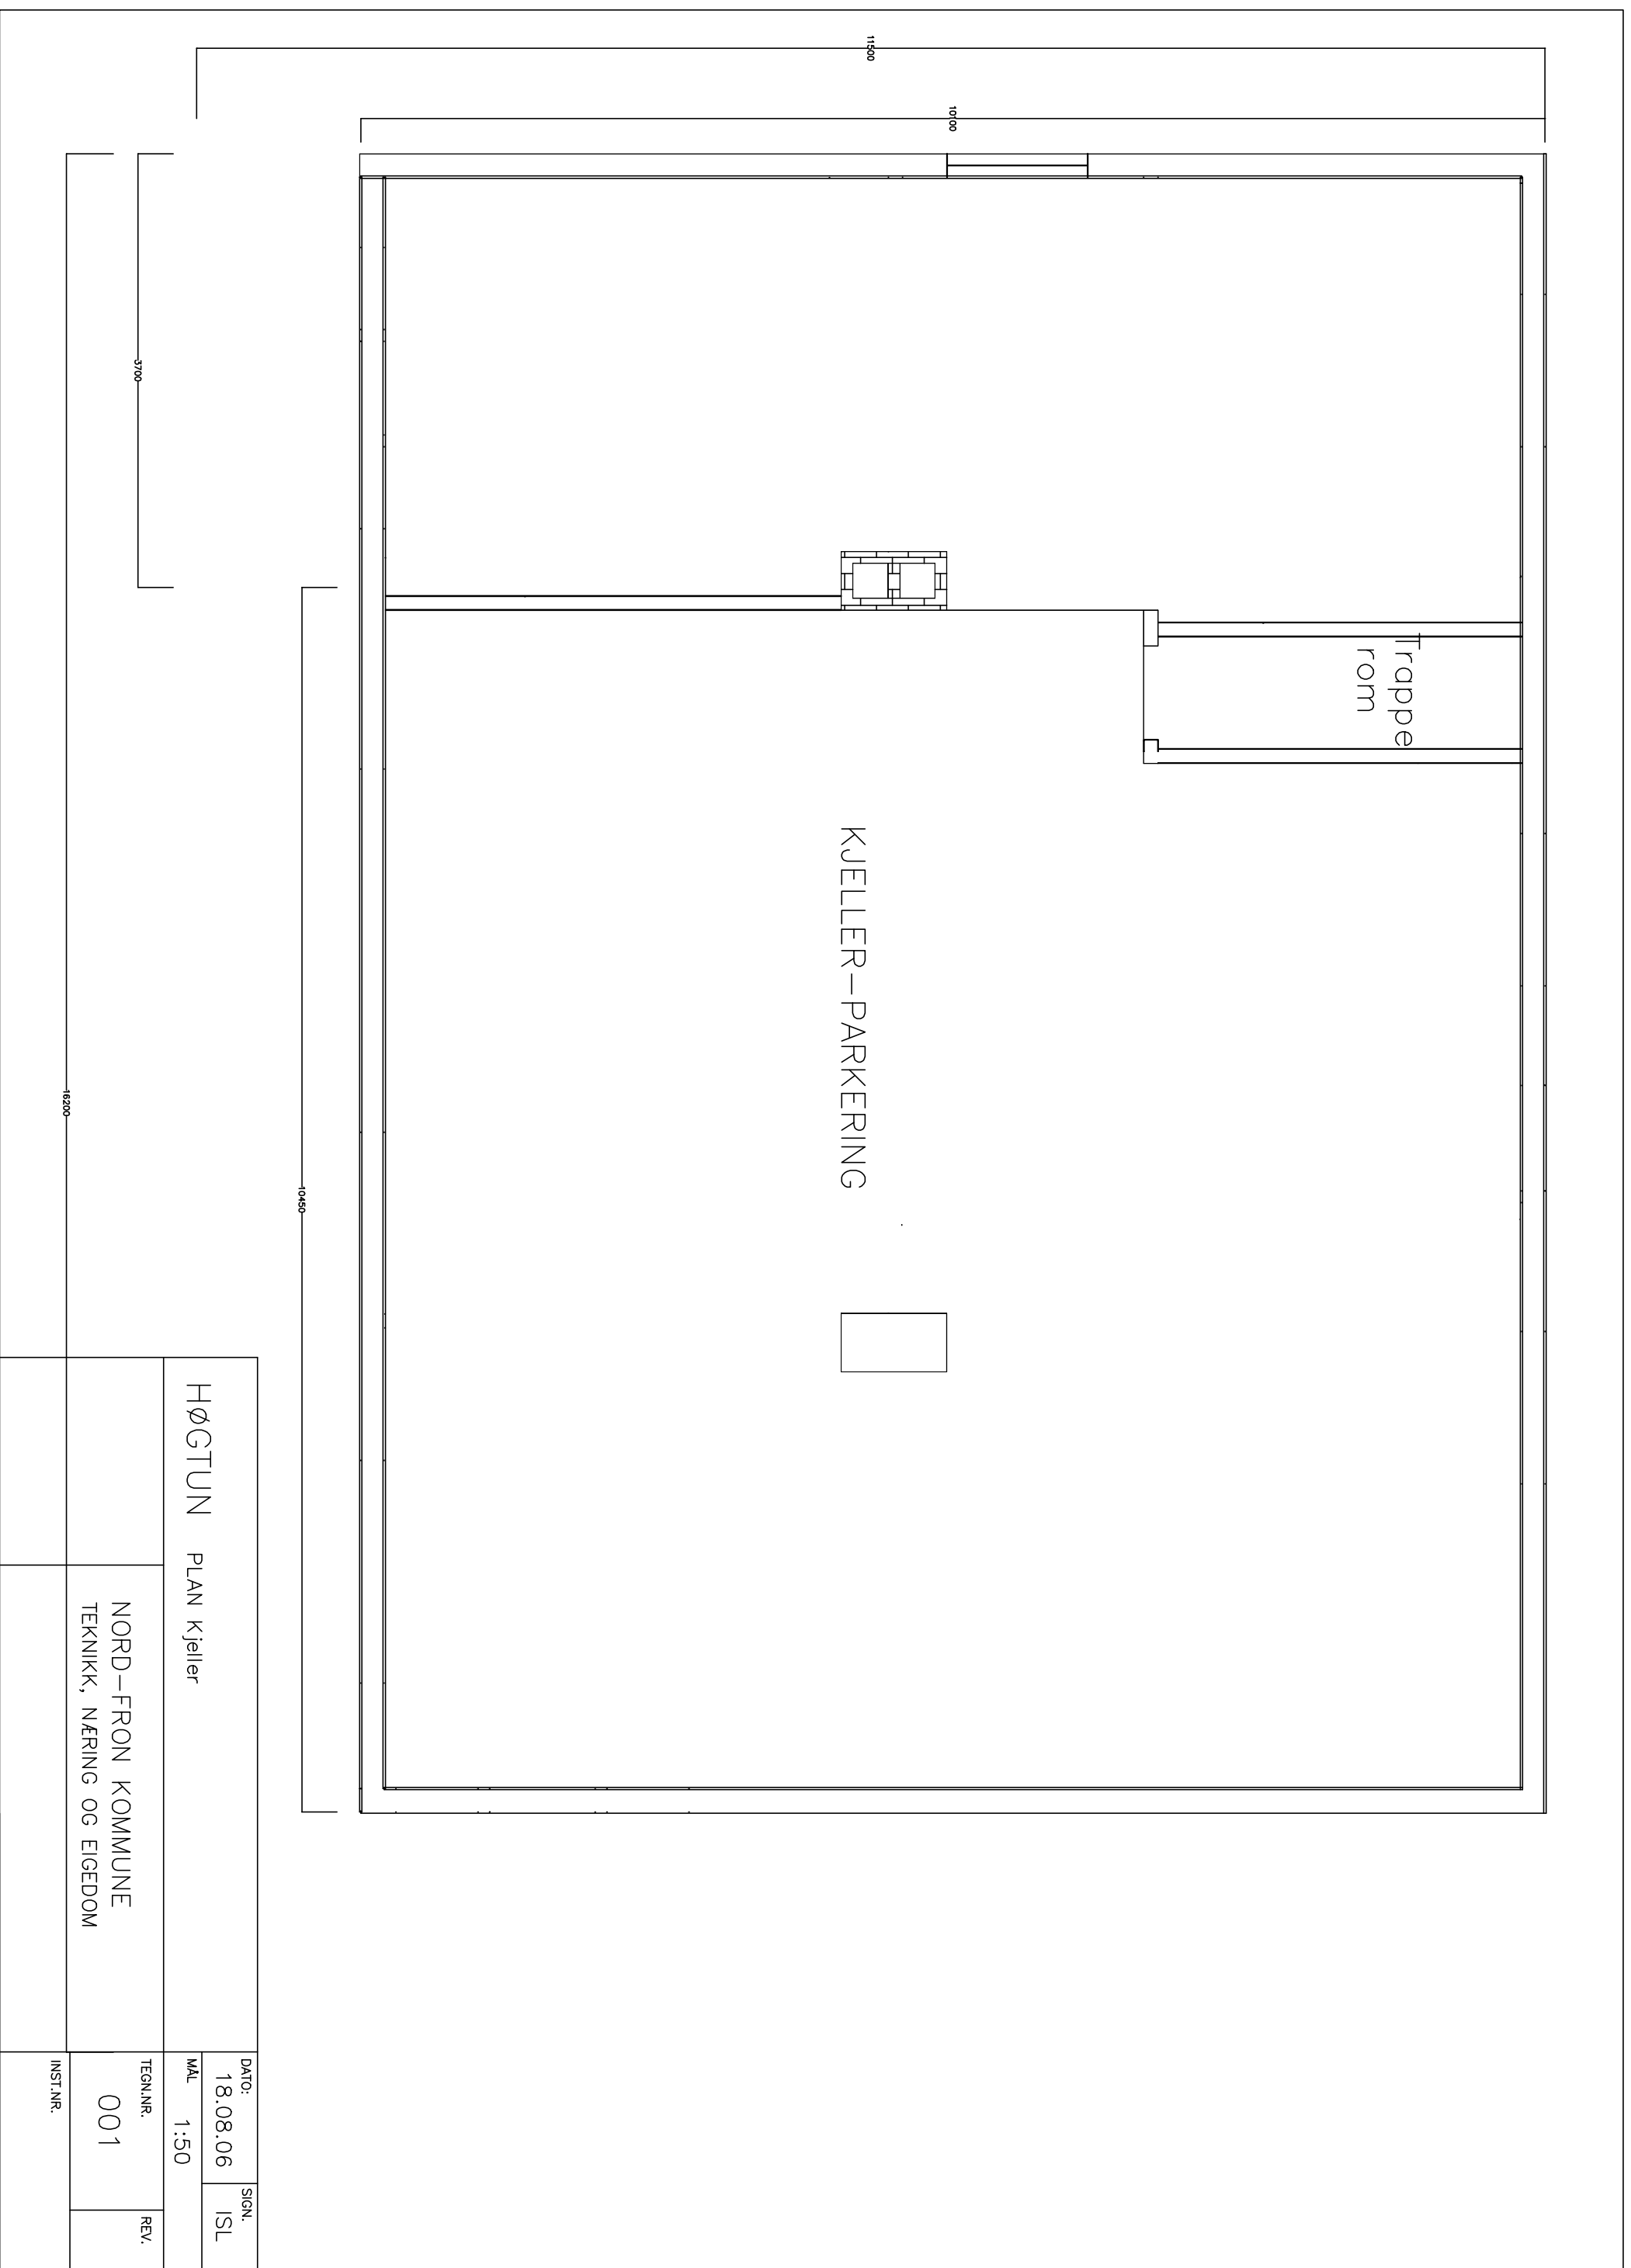 11500
10100
3700
16200
10450
Trappe
rom
KJELLER-PARKERING
HØGTUN PLAN Kjeller
NORD-FRON KOMMUNE
TEKNIKK, NÆRING OG EIGEDOM
DATO: 18.08.06
SIGN. ISL
MÅL 1:50
TEGN.NR. 001
REV.
INST.NR.